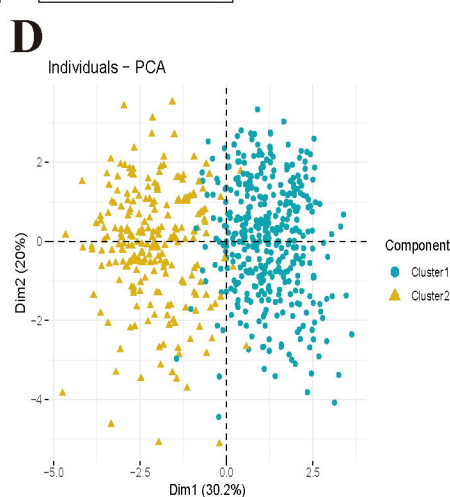 D
Individuals - PCA
2
0
-2
-4
Dim2 (20%)
-5.0 -2.5 0.0 2.5
Dim1 (30.2%)
Component
Cluster1
Cluster2